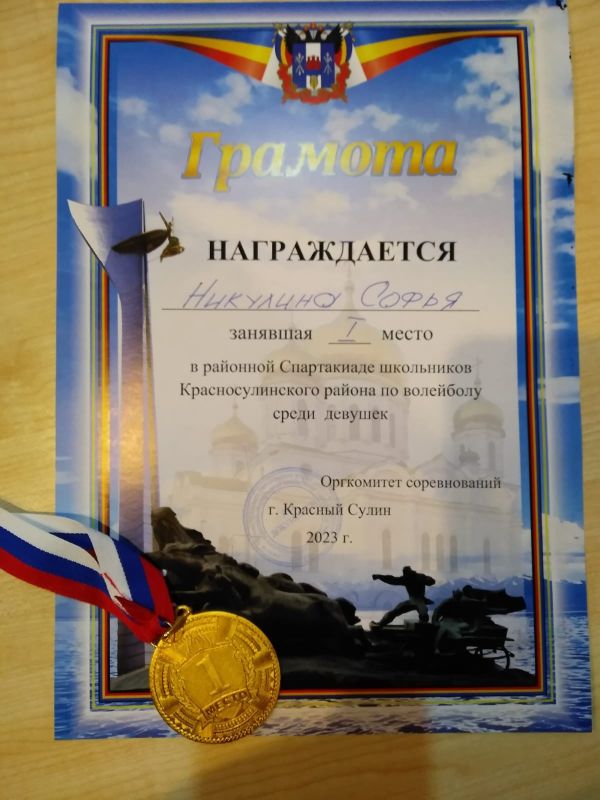 Грамота
НАГРАЖДАЕТСЯ
Никулина Софья
занявшая I место
в районной Спартакиаде школьников
Красносулинского района по волейболу
среди девушек
Оргкомитет соревнований
г. Красный Сулин
2023 г.
1
МЕСТО